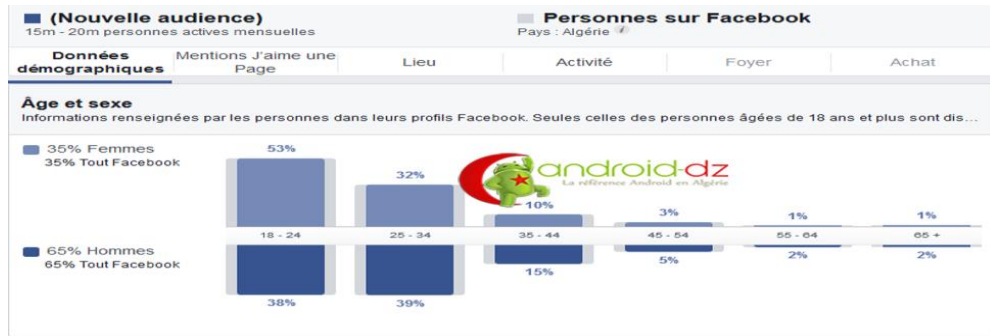 (Nouvelle audience)
15m - 20m personnes actives mensuelles
Personnes sur Facebook
Pays : Algérie i
Données démographiques
Mentions J'aime une Page
Lieu
Activité
Foyer
Achat
Âge et sexe
Informations renseignées par les personnes dans leurs profils Facebook. Seules celles des personnes âgées de 18 ans et plus sont dis...
35% Femmes
35% Tout Facebook
53%
32%
10%
3%
1%
1%
android-dz
La référence Android en Algérie
18 - 24
25 - 34
35 - 44
45 - 54
55 - 64
65 +
65% Hommes
65% Tout Facebook
38%
39%
15%
5%
2%
2%